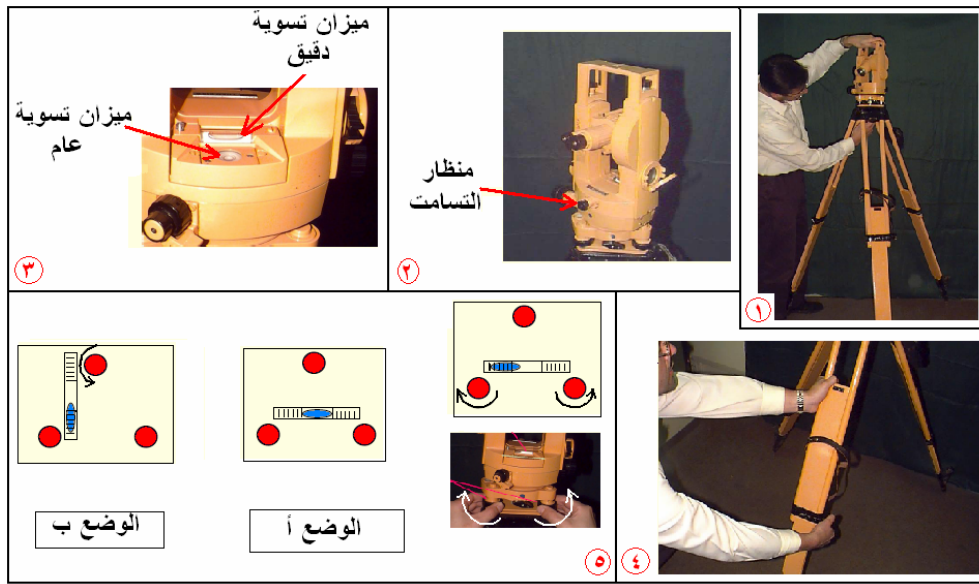 ١
منظار
التسامت
٢
ميزان تسوية
دقيق
ميزان تسوية
عام
٣
٤
٥
الوضع أ
الوضع ب